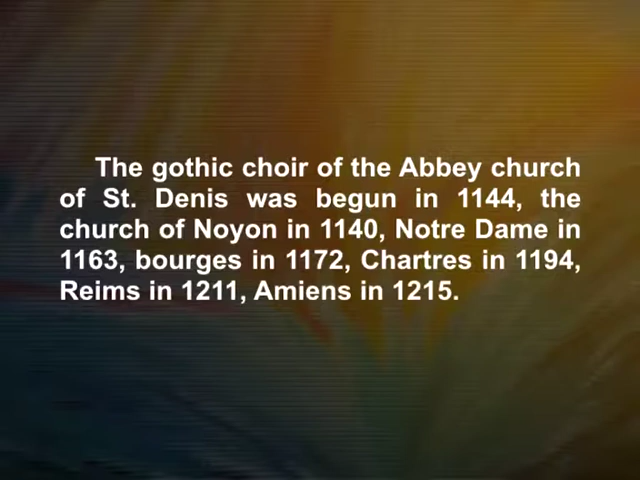 The gothic choir of the Abbey church
of St. Denis was begun in 1144, the
church of Noyon in 1140, Notre Dame in
1163, bourges in 1172, Chartres in 1194,
Reims in 1211, Amiens in 1215.